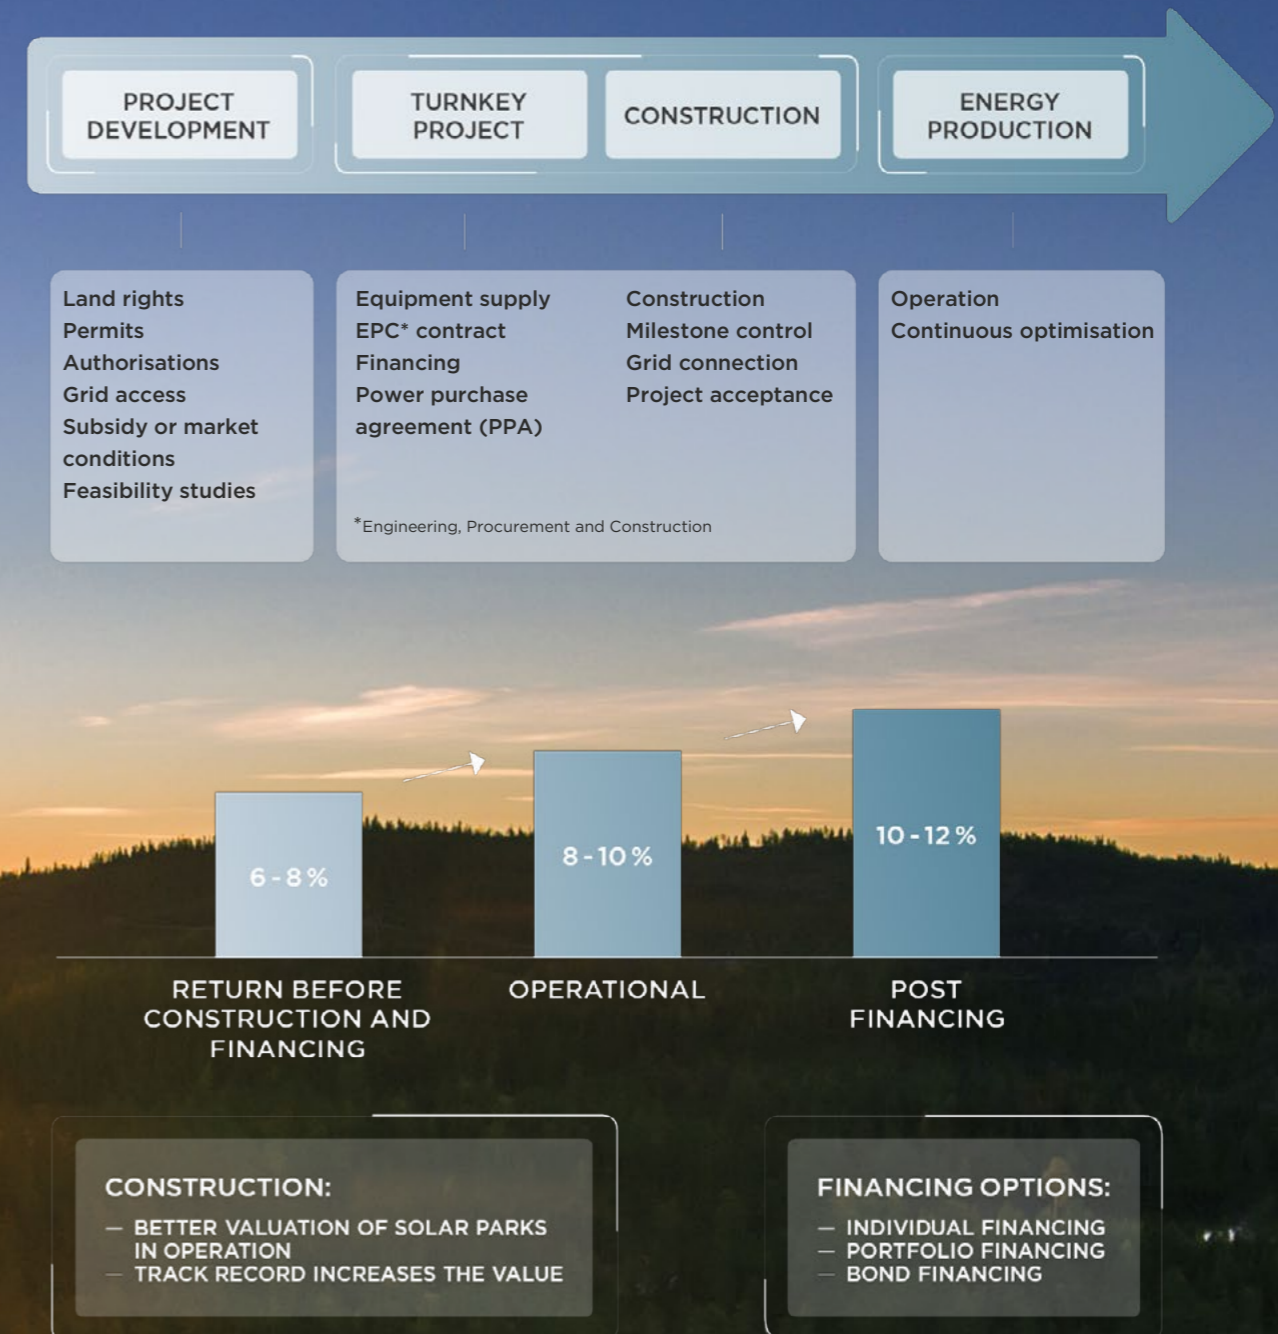 PROJECT
DEVELOPMENT
TURNKEY
PROJECT
CONSTRUCTION
ENERGY
PRODUCTION
Land rights
Permits
Authorisations
Grid access
Subsidy or market
conditions
Feasibility studies
Equipment supply
EPC* contract
Financing
Power purchase
agreement (PPA)
Construction
Milestone control
Grid connection
Project acceptance
*Engineering, Procurement and Construction
Operation
Continuous optimisation
6 - 8 %
8 - 10 %
10 - 12 %
RETURN BEFORE
CONSTRUCTION AND
FINANCING
OPERATIONAL
POST
FINANCING
CONSTRUCTION:
— BETTER VALUATION OF SOLAR PARKS
IN OPERATION
— TRACK RECORD INCREASES THE VALUE
FINANCING OPTIONS:
— INDIVIDUAL FINANCING
— PORTFOLIO FINANCING
— BOND FINANCING